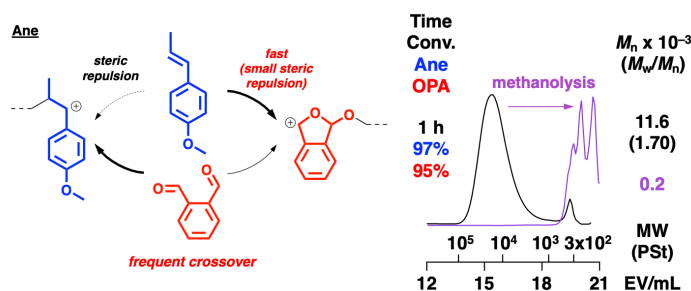 Ane
steric
repulsion
fast
(small steric
repulsion)
⊕
O
O
O
⊕
O
O
O
frequent crossover
Time
Conv.
Ane
OPA
1 h
97%
95%
methanolysis
Mn x 10⁻³
(Mw/Mn)
11.6
(1.70)
0.2
MW
(PSt)
10⁵ 10⁴ 10³ 3x10²
12 15 18 21 EV/mL